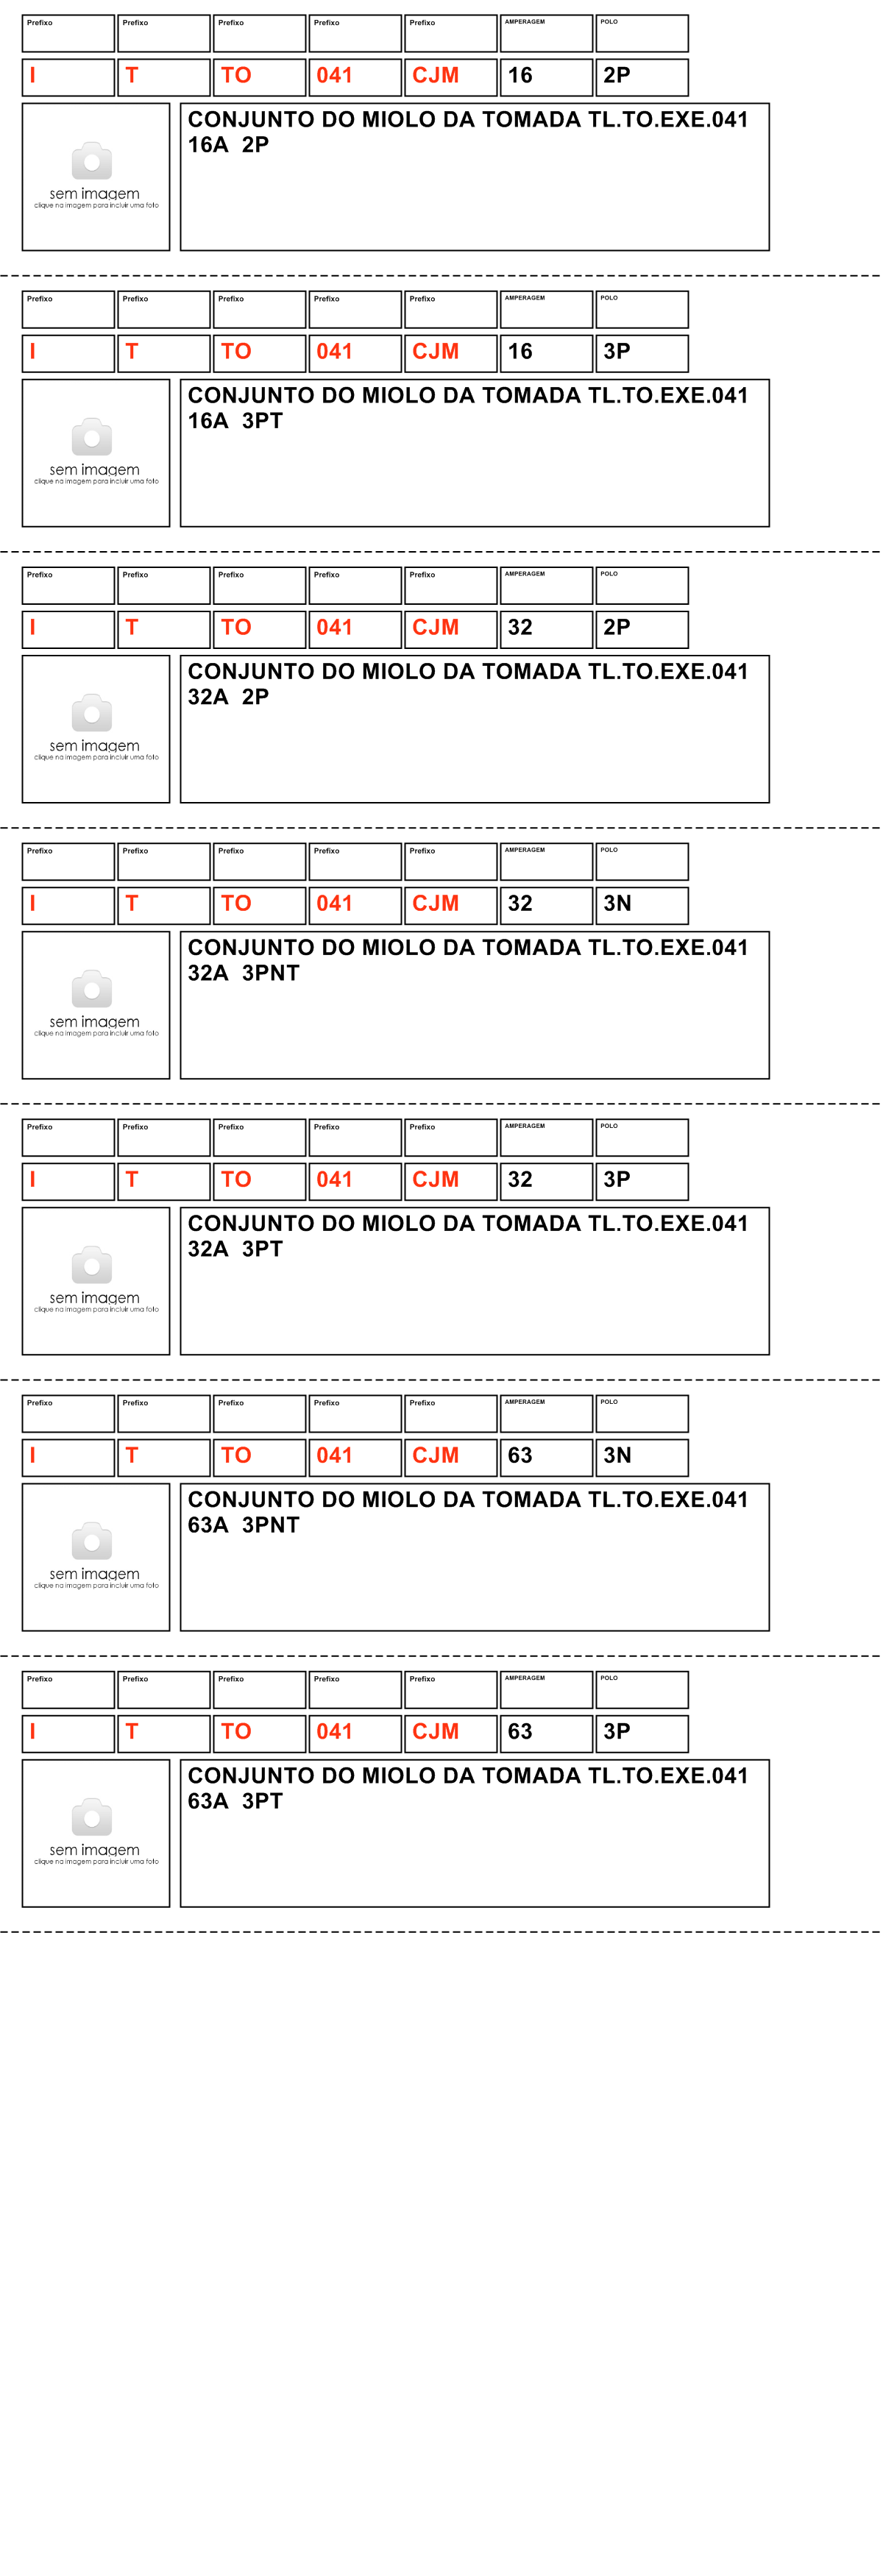 Prefixo Prefixo Prefixo Prefixo Prefixo AMPERAGEM POLO
I T TO 041 CJM 16 2P
CONJUNTO DO MIOLO DA TOMADA TL.TO.EXE.041
16A 2P
sem imagem
clique na imagem para incluir uma foto
Prefixo Prefixo Prefixo Prefixo Prefixo AMPERAGEM POLO
I T TO 041 CJM 16 3P
CONJUNTO DO MIOLO DA TOMADA TL.TO.EXE.041
16A 3PT
sem imagem
clique na imagem para incluir uma foto
Prefixo Prefixo Prefixo Prefixo Prefixo AMPERAGEM POLO
I T TO 041 CJM 32 2P
CONJUNTO DO MIOLO DA TOMADA TL.TO.EXE.041
32A 2P
sem imagem
clique na imagem para incluir uma foto
Prefixo Prefixo Prefixo Prefixo Prefixo AMPERAGEM POLO
I T TO 041 CJM 32 3N
CONJUNTO DO MIOLO DA TOMADA TL.TO.EXE.041
32A 3PNT
sem imagem
clique na imagem para incluir uma foto
Prefixo Prefixo Prefixo Prefixo Prefixo AMPERAGEM POLO
I T TO 041 CJM 32 3P
CONJUNTO DO MIOLO DA TOMADA TL.TO.EXE.041
32A 3PT
sem imagem
clique na imagem para incluir uma foto
Prefixo Prefixo Prefixo Prefixo Prefixo AMPERAGEM POLO
I T TO 041 CJM 63 3N
CONJUNTO DO MIOLO DA TOMADA TL.TO.EXE.041
63A 3PNT
sem imagem
clique na imagem para incluir uma foto
Prefixo Prefixo Prefixo Prefixo Prefixo AMPERAGEM POLO
I T TO 041 CJM 63 3P
CONJUNTO DO MIOLO DA TOMADA TL.TO.EXE.041
63A 3PT
sem imagem
clique na imagem para incluir uma foto